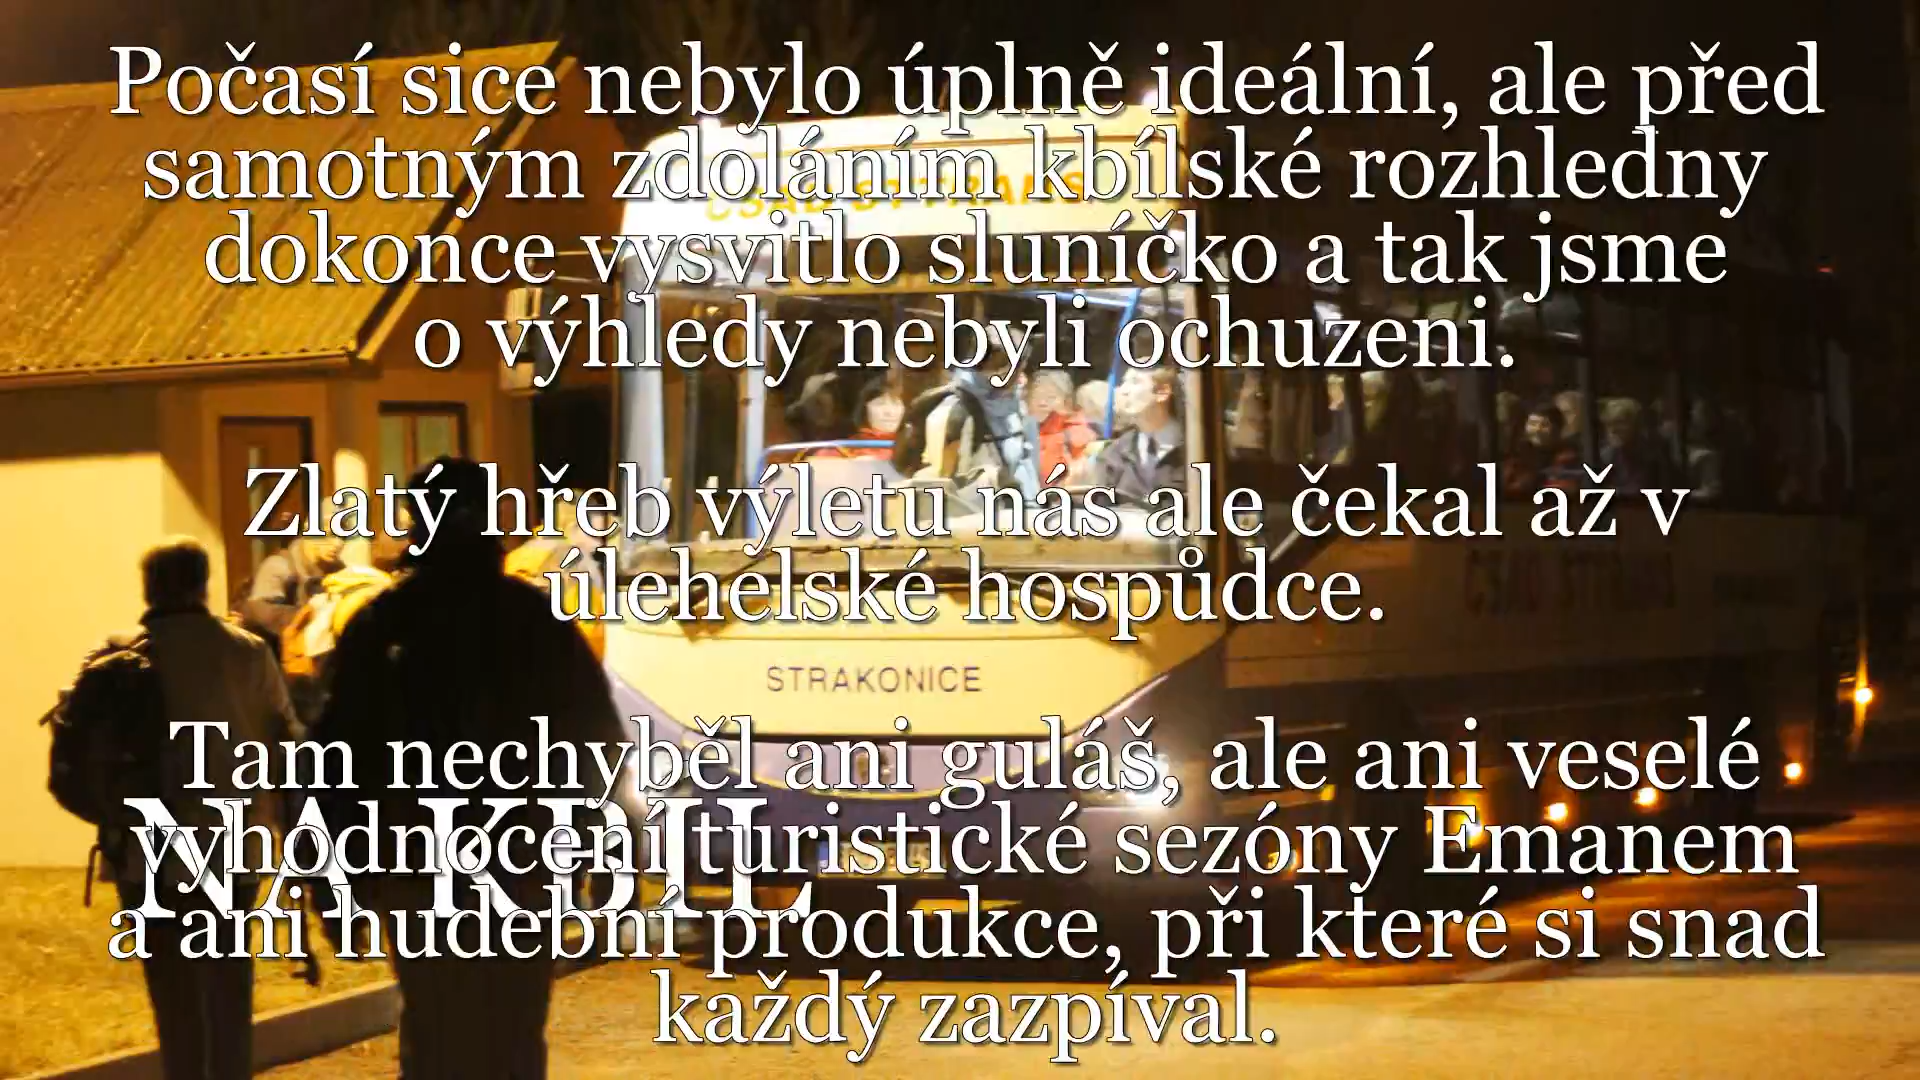 Počasí sice nebylo úplně ideální, ale před
samotným zdoláním kbílské rozhledny
dokonce vysvitlo sluníčko a tak jsme
o výhledy nebyli ochuzeni.
Zlatý hřeb výletu nás ale čekal až v
úlehelské hospůdce.
STRAKONICE
Tam nechyběl ani guláš, ale ani veselé
vyhodnocení turistické sezóny Emanem
NA KBÍL
a ani hudební produkce, při které si snad
každý zazpíval.